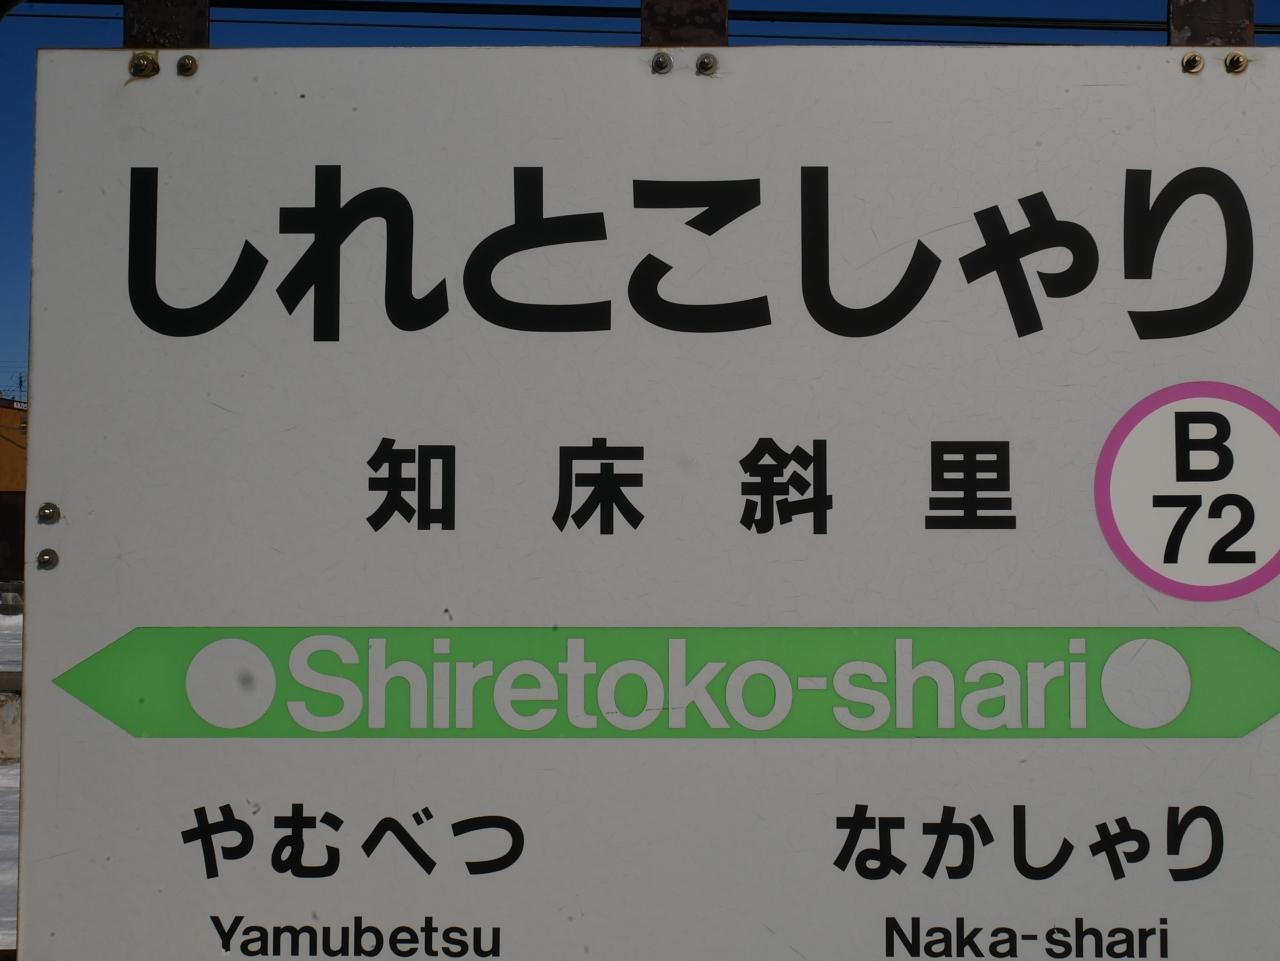 しれとこしゃり
知床斜里
B
72
Shiretoko-shari
やむべつ なかしゃり
Yamubetsu Naka-shari